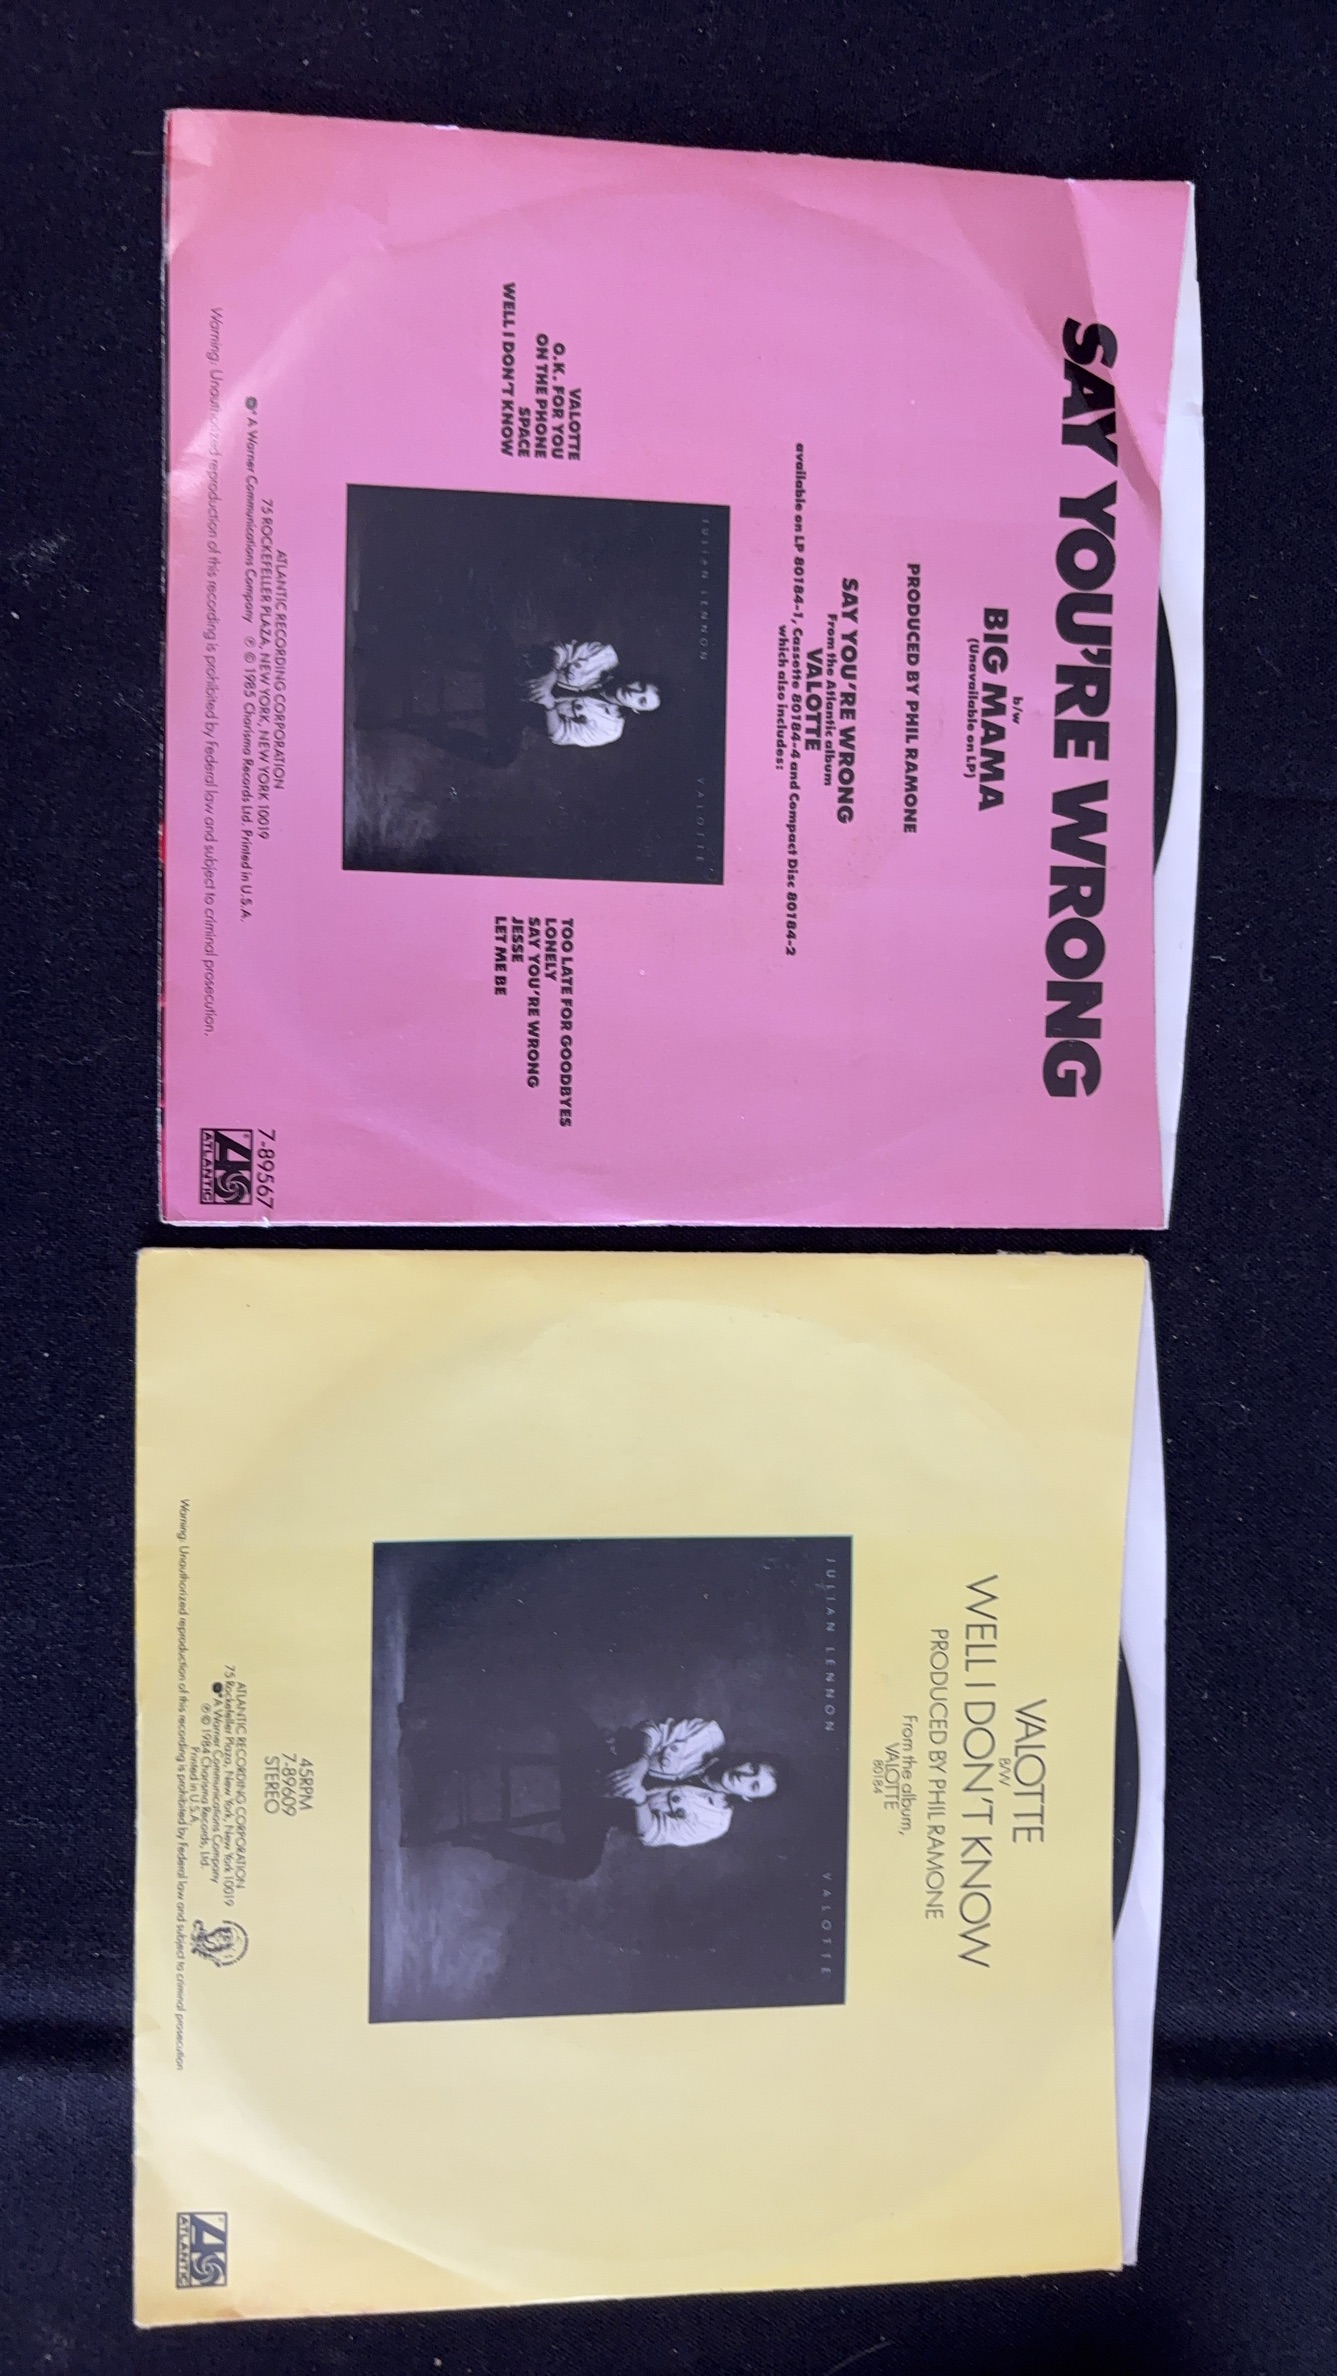 SAY YOU'RE WRONG
b/w
BIG MAMA
(Unavailable on LP)
PRODUCED BY PHIL RAMONE
SAY YOU'RE WRONG
From the Atlantic album
VALOTTE
available on LP 80184-1, Cassette 80184-4 and Compact Disc 80184-2
which also includes:
JULIAN LENNON VALOTTE
VALOTTE
O.K. FOR YOU
ON THE PHONE
SPACE
WELL I DON'T KNOW
TOO LATE FOR GOODBYES
LONELY
SAY YOU'RE WRONG
JESSE
LET ME BE
ATLANTIC RECORDING CORPORATION
75 ROCKEFELLER PLAZA, NEW YORK, NEW YORK 10019
A Warner Communications Company ℗ © 1985 Charisma Records Ltd. Printed in U.S.A.
Warning: Unauthorized reproduction of this recording is prohibited by Federal law and subject to criminal prosecution.
7-89567
ATLANTIC
VALOTTE
B/W
WELL I DON'T KNOW
PRODUCED BY PHIL RAMONE
From the album,
VALOTTE
80184
JULIAN LENNON VALOTTE
45RPM
7-89609
STEREO
ATLANTIC RECORDING CORPORATION
75 Rockefeller Plaza, New York, New York 10019
A Warner Communications Company
℗ © 1984 Charisma Records, Ltd.
Printed in U.S.A.
Warning: Unauthorized reproduction of this recording is prohibited by Federal law and subject to criminal prosecution
ATLANTIC